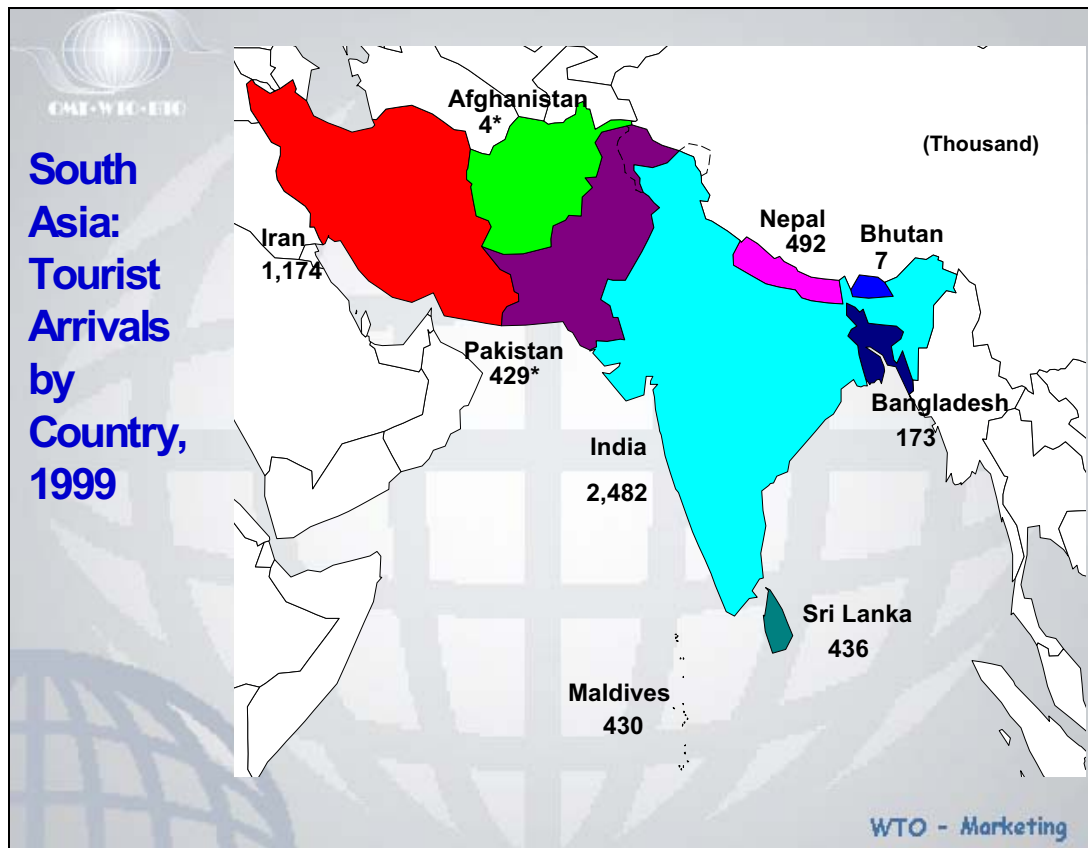 OMT·WTO·BTO
South
Asia:
Tourist
Arrivals
by
Country,
1999
Afghanistan
4*
(Thousand)
Iran
1,174
Nepal
492
Bhutan
7
Pakistan
429*
Bangladesh
173
India
2,482
Sri Lanka
436
Maldives
430
WTO - Marketing